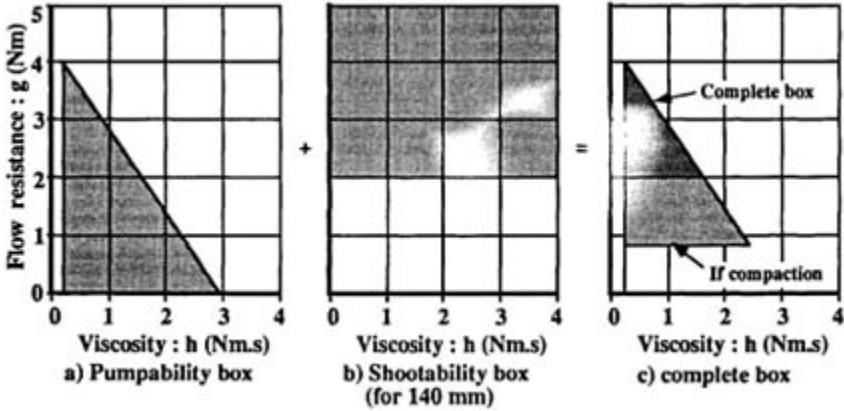 Flow resistance : g (Nm)
5
4
3
2
1
0
0 1 2 3 4
Viscosity : h (Nm.s)
a) Pumpability box
+
0 1 2 3 4
Viscosity : h (Nm.s)
b) Shootability box
(for 140 mm)
=
Complete box
If compaction
0 1 2 3 4
Viscosity : h (Nm.s)
c) complete box